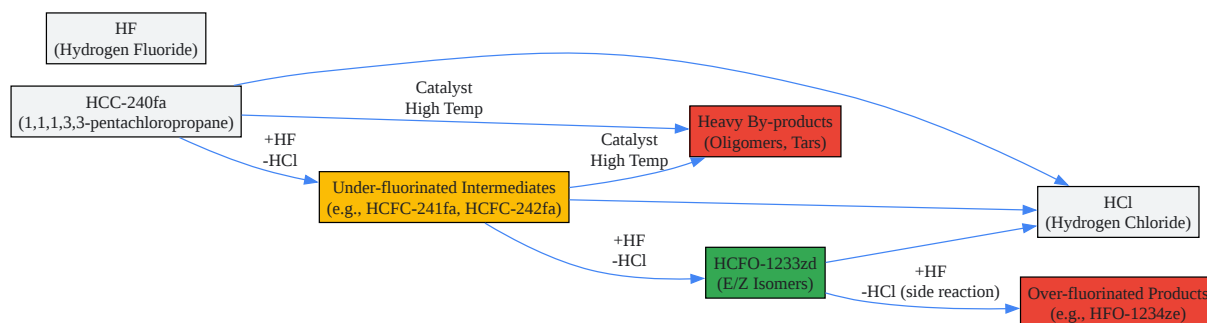 HF
(Hydrogen Fluoride)
HCC-240fa
(1,1,1,3,3-pentachloropropane)
Catalyst
High Temp
+HF
-HCl
Heavy By-products
(Oligomers, Tars)
Catalyst
High Temp
Under-fluorinated Intermediates
(e.g., HCFC-241fa, HCFC-242fa)
HCl
(Hydrogen Chloride)
+HF
-HCl
HCFO-1233zd
(E/Z Isomers)
+HF
-HCl (side reaction)
Over-fluorinated Products
(e.g., HFO-1234ze)